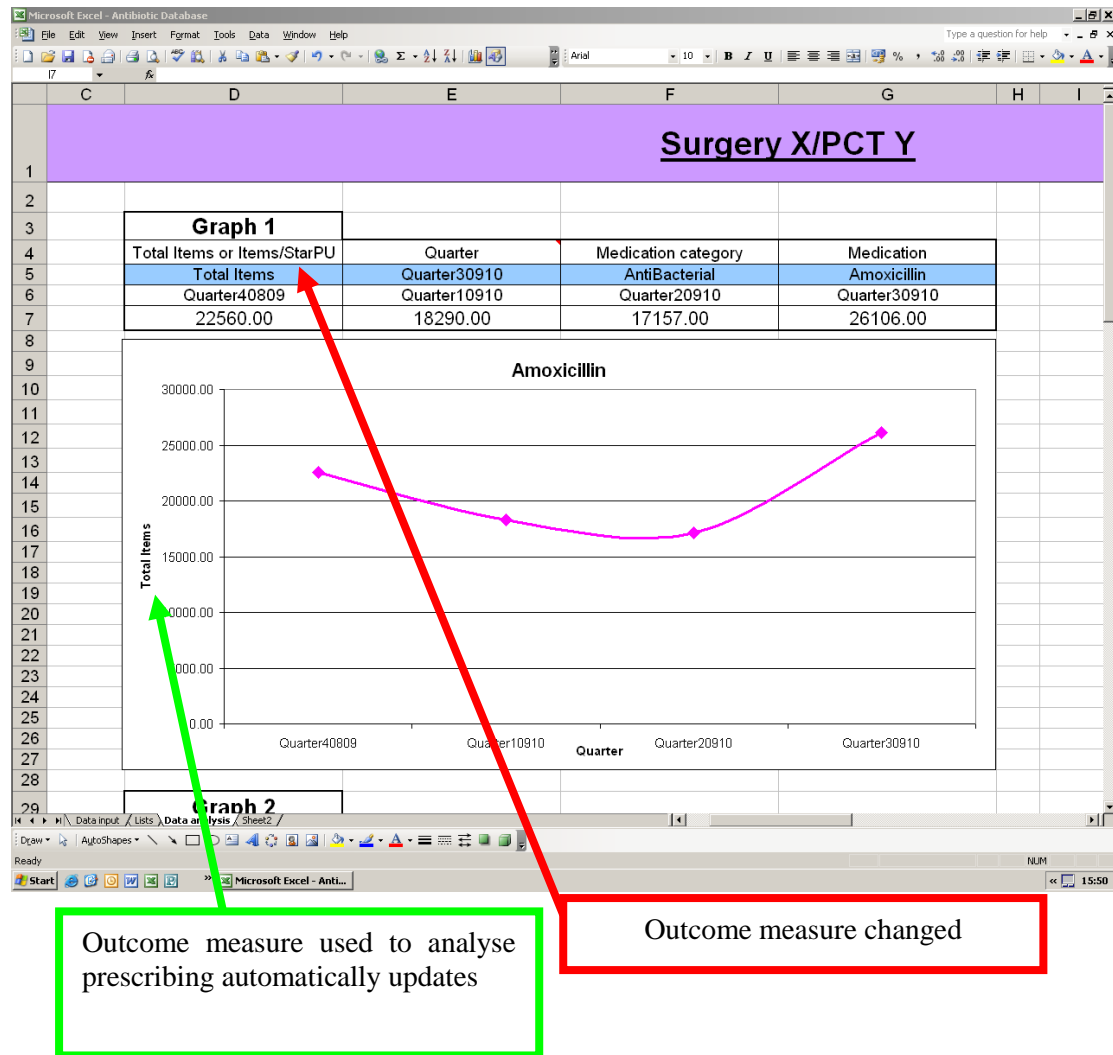 Microsoft Excel - Antibiotic Database
File Edit View Insert Format Tools Data Window Help
Type a question for help
Arial 10 B I U
I7 fx
C D E F G H I
1 Surgery X/PCT Y
2
3 Graph 1
4 Total Items or Items/StarPU Quarter Medication category Medication
5 Total Items Quarter30910 AntiBacterial Amoxicillin
6 Quarter40809 Quarter10910 Quarter20910 Quarter30910
7 22560.00 18290.00 17157.00 26106.00
8
9
10
11
12
13
14
15
16
17
18
19
20
21
22
23
24
25
26
27
28
Amoxicillin
30000.00
25000.00
20000.00
15000.00
0000.00
000.00
0.00
Total Items
Quarter40809 Quarter10910 Quarter20910 Quarter30910
Quarter
29 Graph 2
Data input Lists Data analysis Sheet2
Draw AutoShapes
Ready NUM
Start Microsoft Excel - Anti... 15:50
Outcome measure used to analyse
prescribing automatically updates
Outcome measure changed